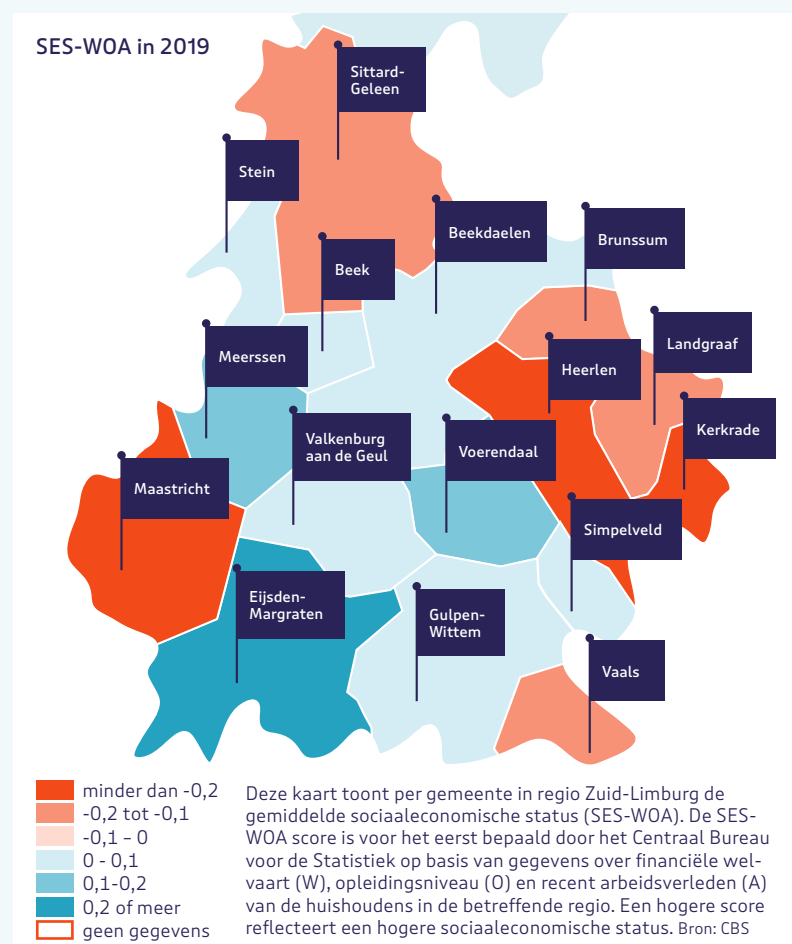 SES-WOA in 2019
Sittard-
Geleen
Stein
Beekdaelen
Brunssum
Beek
Landgraaf
Meerssen
Heerlen
Kerkrade
Valkenburg
aan de Geul
Voerendaal
Maastricht
Simpelveld
Eijsden-
Margraten
Gulpen-
Wittem
Vaals
minder dan -0,2
-0,2 tot -0,1
-0,1 – 0
0 - 0,1
0,1-0,2
0,2 of meer
geen gegevens
Deze kaart toont per gemeente in regio Zuid-Limburg de
gemiddelde sociaaleconomische status (SES-WOA). De SES-
WOA score is voor het eerst bepaald door het Centraal Bureau
voor de Statistiek op basis van gegevens over financiële wel-
vaart (W), opleidingsniveau (O) en recent arbeidsverleden (A)
van de huishoudens in de betreffende regio. Een hogere score
reflecteert een hogere sociaaleconomische status. Bron: CBS